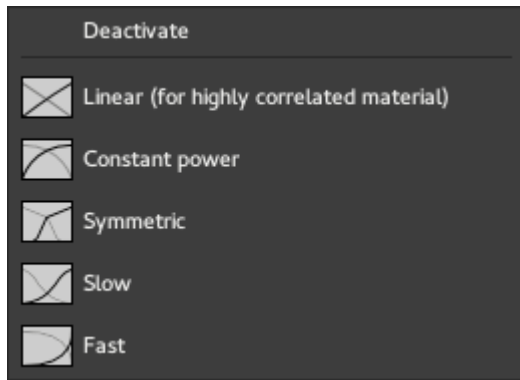 Deactivate
Linear (for highly correlated material)
Constant power
Symmetric
Slow
Fast